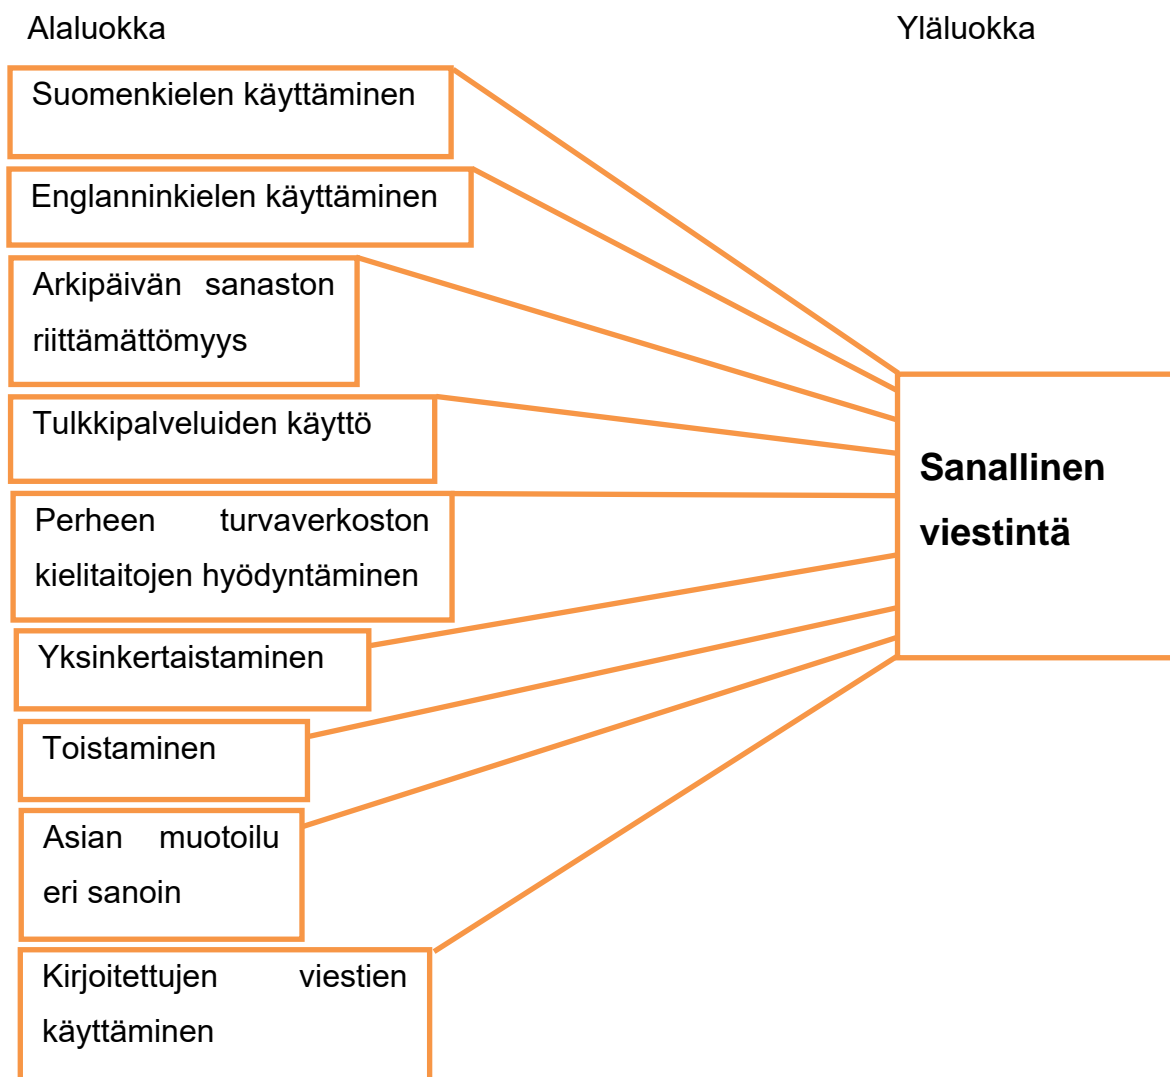 Alaluokka
Yläluokka
Suomenkielen käyttäminen
Englanninkielen käyttäminen
Arkipäivän sanaston
riittämättömyys
Tulkkipalveluiden käyttö
Perheen turvaverkoston
kielitaitojen hyödyntäminen
Yksinkertaistaminen
Toistaminen
Asian muotoilu
eri sanoin
Kirjoitettujen viestien
käyttäminen
Sanallinen
viestintä